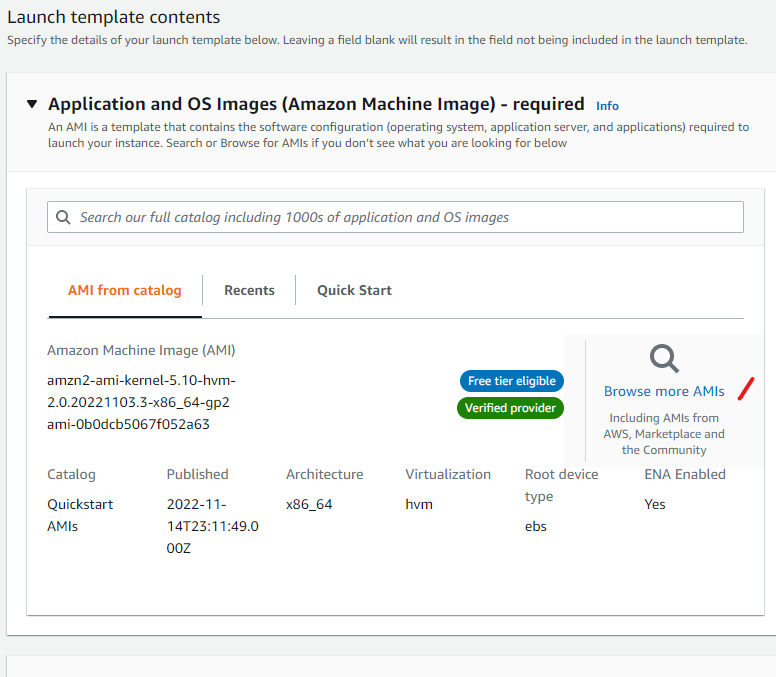 Launch template contents
Specify the details of your launch template below. Leaving a field blank will result in the field not being included in the launch template.
Application and OS Images (Amazon Machine Image) - required Info
An AMI is a template that contains the software configuration (operating system, application server, and applications) required to
launch your instance. Search or Browse for AMIs if you don't see what you are looking for below
Search our full catalog including 1000s of application and OS images
AMI from catalog Recents Quick Start
Amazon Machine Image (AMI)
amzn2-ami-kernel-5.10-hvm-
2.0.20221103.3-x86_64-gp2
ami-0b0dcb5067f052a63
Free tier eligible
Verified provider
Browse more AMIs
Including AMIs from
AWS, Marketplace and
the Community
Catalog
Quickstart
AMIs
Published
2022-11-
14T23:11:49.0
00Z
Architecture
x86_64
Virtualization
hvm
Root device
type
ebs
ENA Enabled
Yes